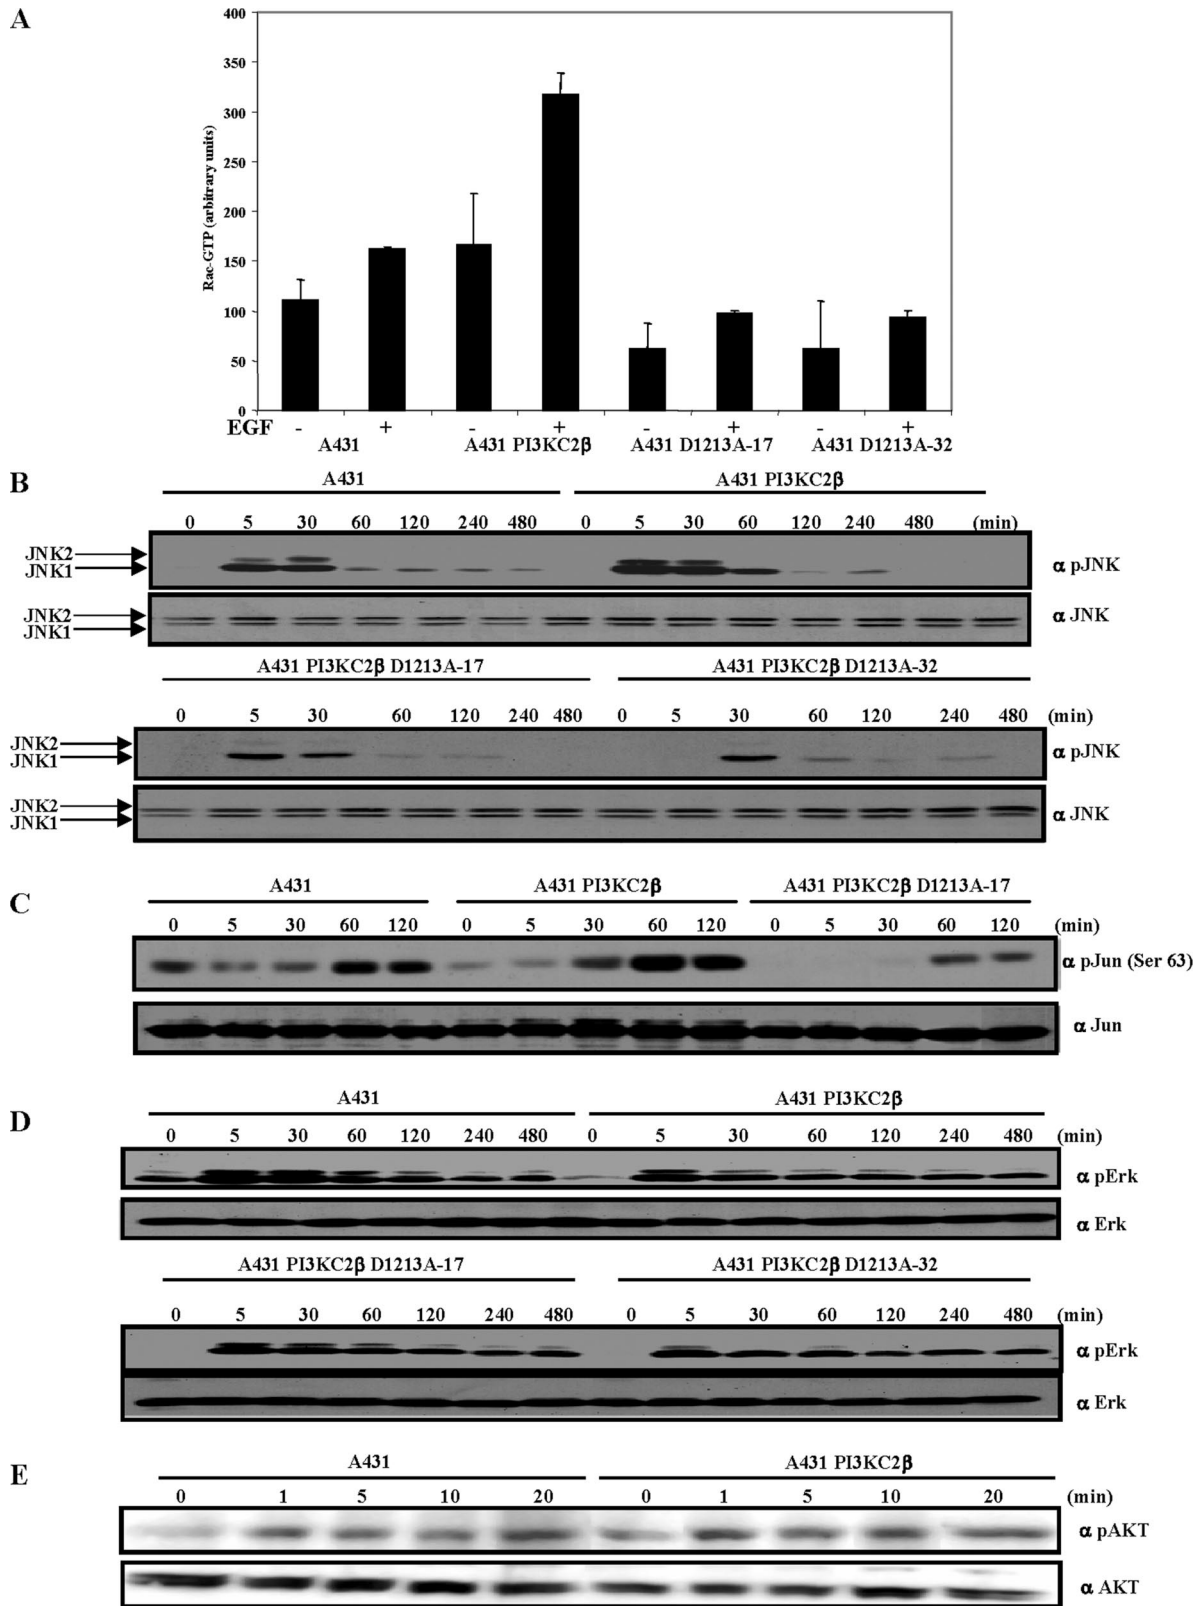 A
400
350
300
250
200
150
100
50
0
Rac-GTP (arbitrary units)
EGF - + - + - + - +
A431 A431 PI3KC2β A431 D1213A-17 A431 D1213A-32
B
A431 A431 PI3KC2β
0 5 30 60 120 240 480 0 5 30 60 120 240 480 (min)
JNK2
JNK1
α pJNK
JNK2
JNK1
α JNK
A431 PI3KC2β D1213A-17 A431 PI3KC2β D1213A-32
0 5 30 60 120 240 480 0 5 30 60 120 240 480 (min)
JNK2
JNK1
α pJNK
JNK2
JNK1
α JNK
C
A431 A431 PI3KC2β A431 PI3KC2β D1213A-17
0 5 30 60 120 0 5 30 60 120 0 5 30 60 120 (min)
α pJun (Ser 63)
α Jun
D
A431 A431 PI3KC2β
0 5 30 60 120 240 480 0 5 30 60 120 240 480 (min)
α pErk
α Erk
A431 PI3KC2β D1213A-17 A431 PI3KC2β D1213A-32
0 5 30 60 120 240 480 0 5 30 60 120 240 480 (min)
α pErk
α Erk
E
A431 A431 PI3KC2β
0 1 5 10 20 0 1 5 10 20 (min)
α pAKT
α AKT